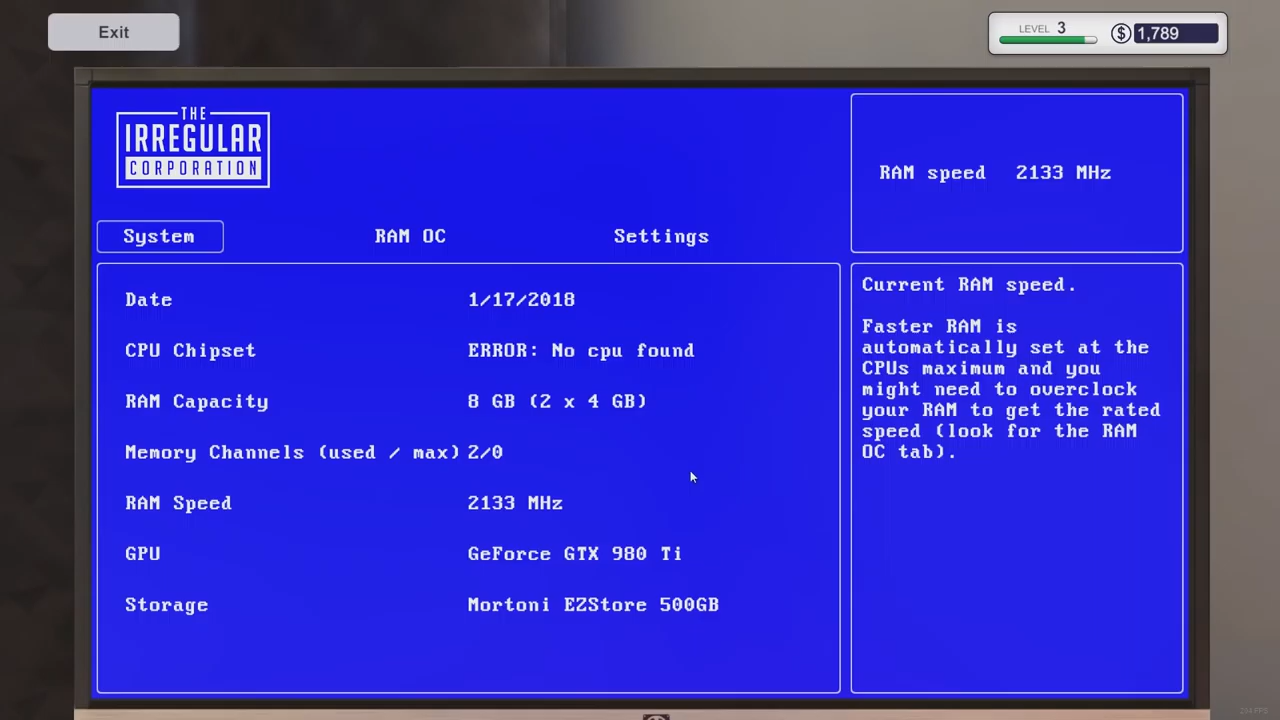 Exit
LEVEL 3
$ 1,789
THE
IRREGULAR
CORPORATION
RAM speed 2133 MHz
System RAM OC Settings
Date 1/17/2018
CPU Chipset ERROR: No cpu found
RAM Capacity 8 GB (2 x 4 GB)
Memory Channels (used / max) 2/0
RAM Speed 2133 MHz
GPU GeForce GTX 980 Ti
Storage Mortoni EZStore 500GB
Current RAM speed.
Faster RAM is
automatically set at the
CPUs maximum and you
might need to overclock
your RAM to get the rated
speed (look for the RAM
OC tab).